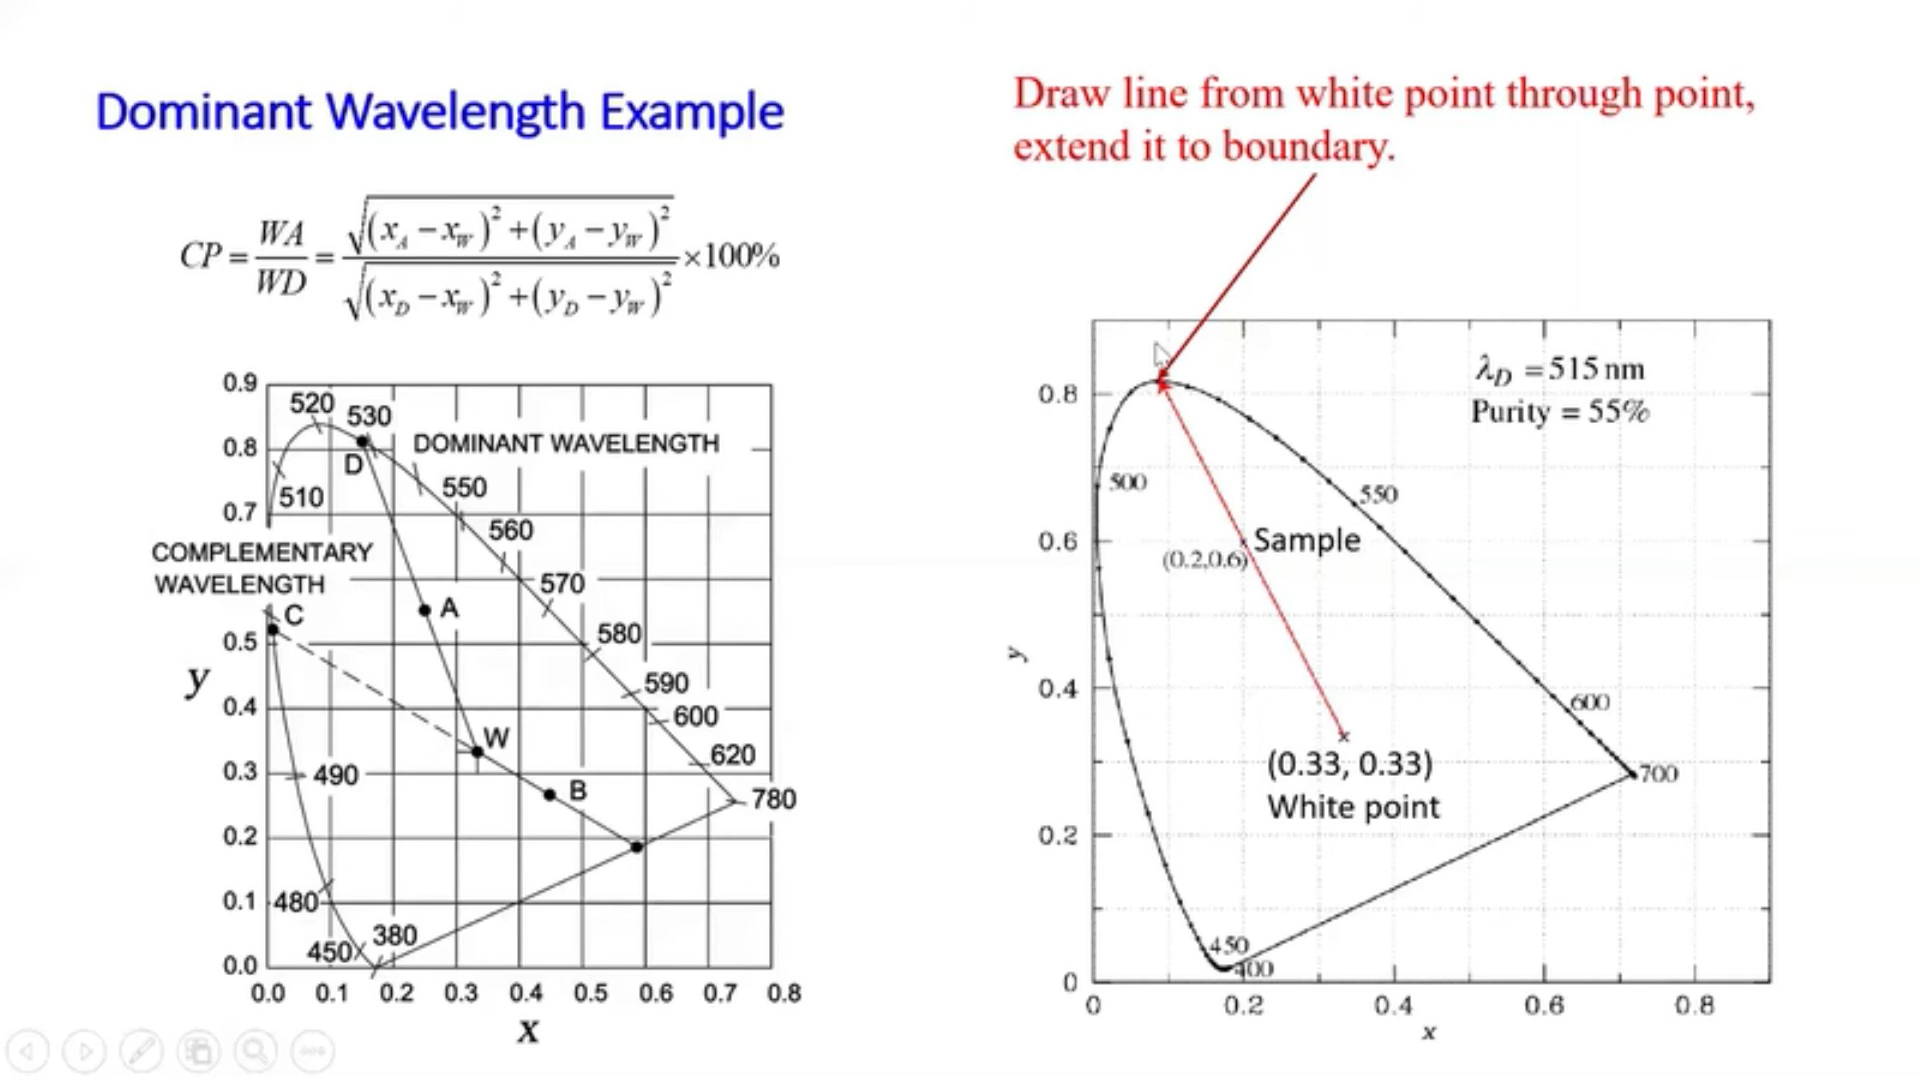 Dominant Wavelength Example
CP = WA/WD = √((x_A − x_W)² + (y_A − y_W)²) / √((x_D − x_W)² + (y_D − y_W)²) ×100%
0.9
0.8
0.7
0.5
0.4
0.3
0.2
0.1
0.0
y
520
530
DOMINANT WAVELENGTH
D
510
550
560
COMPLEMENTARY
WAVELENGTH
570
C
A
580
590
600
W
620
490
B
780
480
380
450
0.0 0.1 0.2 0.3 0.4 0.5 0.6 0.7 0.8
x
Draw line from white point through point,
extend it to boundary.
λ_D = 515 nm
Purity = 55%
0.8
0.6
0.4
0.2
0
y
500
550
Sample
(0.2,0.6)
600
(0.33, 0.33)
White point
700
450
400
0 0.2 0.4 0.6 0.8
x